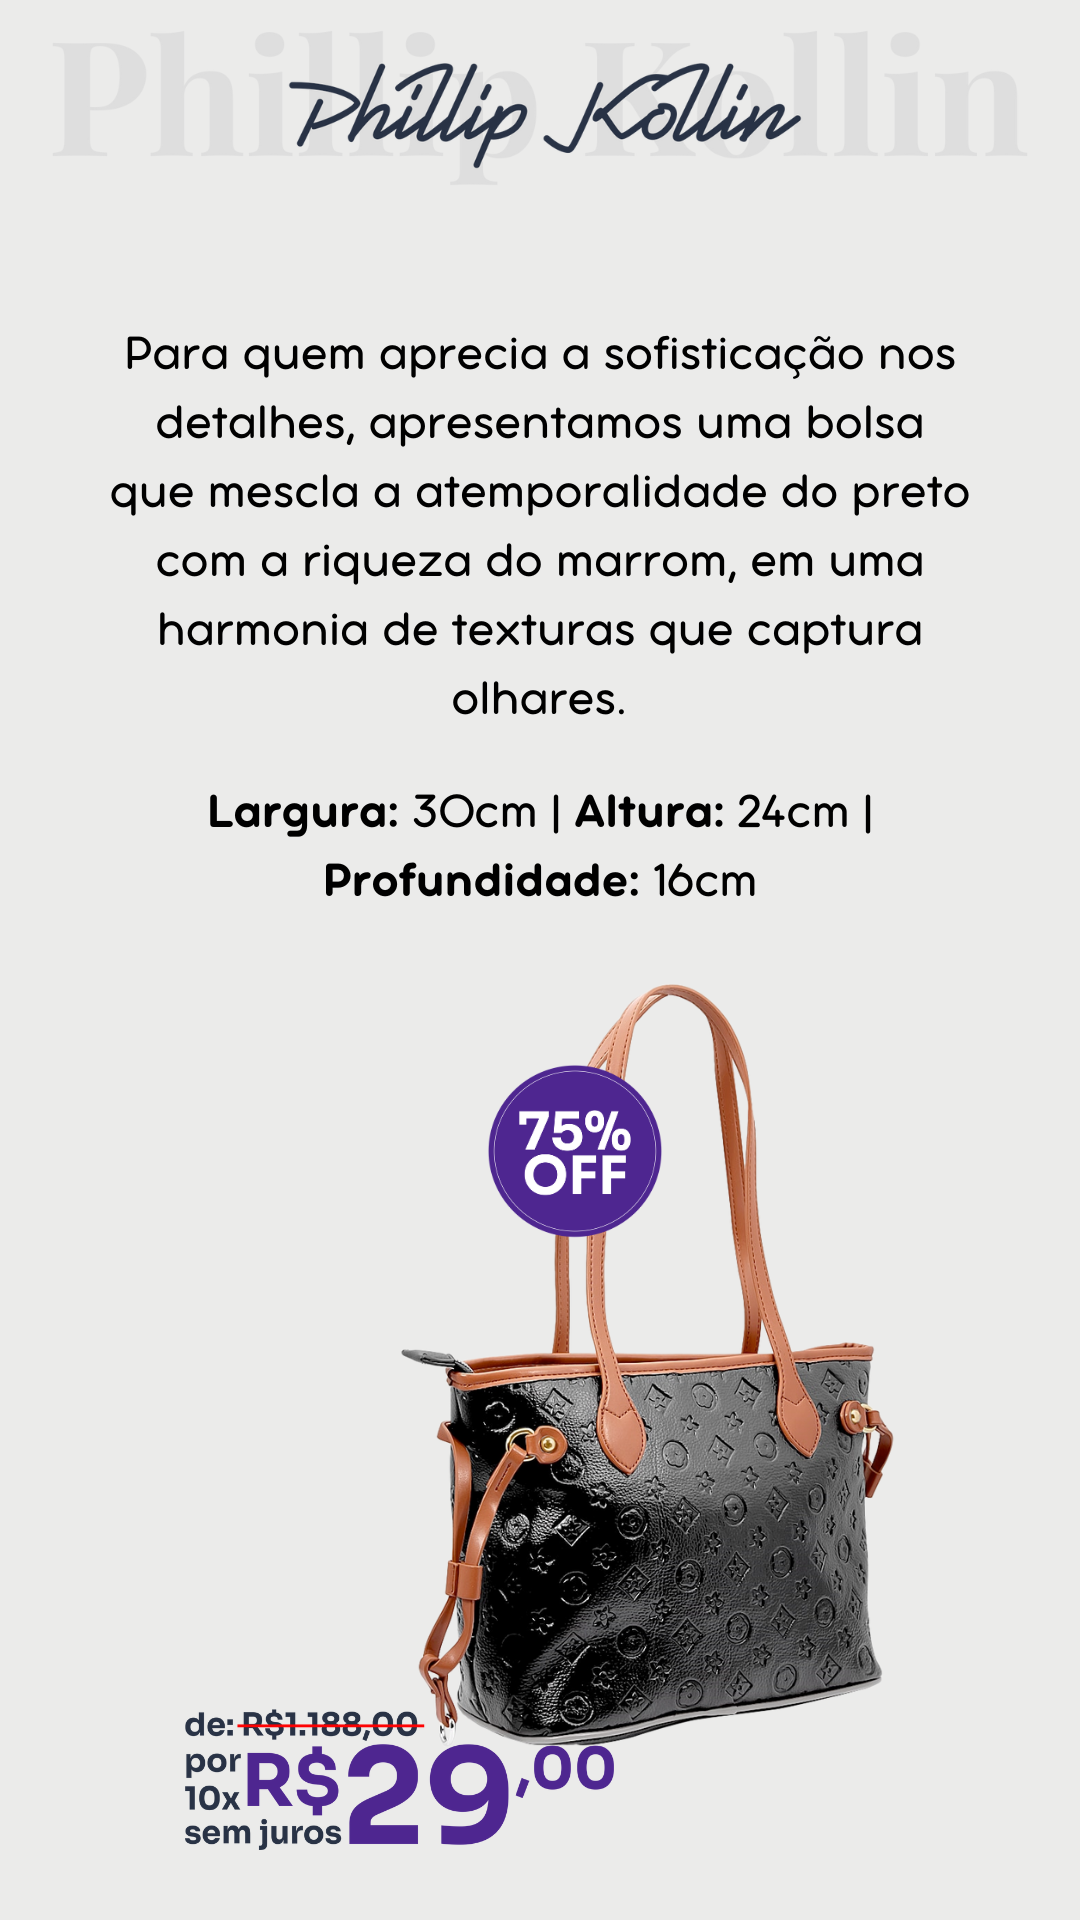 Phillip Kollin
Phillip Kollin
Para quem aprecia a sofisticação nos
detalhes, apresentamos uma bolsa
que mescla a atemporalidade do preto
com a riqueza do marrom, em uma
harmonia de texturas que captura
olhares.
Largura: 30cm | Altura: 24cm |
Profundidade: 16cm
75%
OFF
de: R$1.188,00
por
10x
R$29,00
sem juros